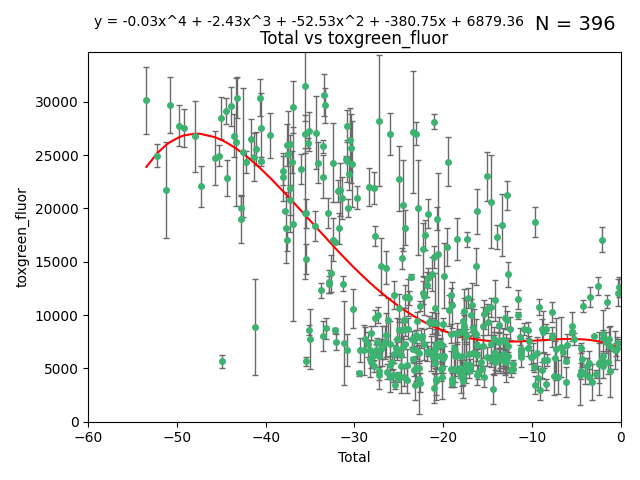 y = -0.03x^4 + -2.43x^3 + -52.53x^2 + -380.75x + 6879.36 N = 396
Total vs toxgreen_fluor
30000
25000
20000
15000
10000
5000
0
toxgreen_fluor
−60 −50 −40 −30 −20 −10 0
Total